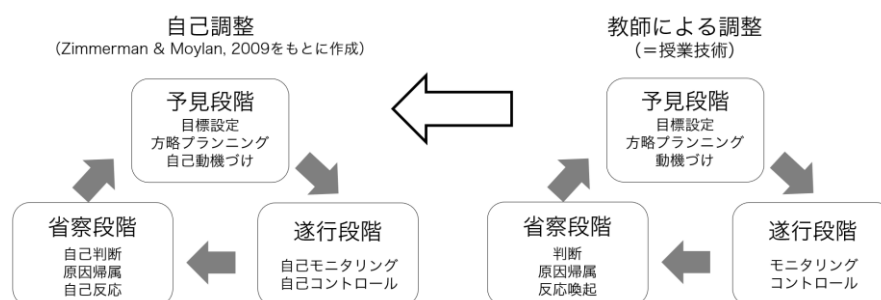 自己調整
(Zimmerman & Moylan, 2009をもとに作成)
予見段階
目標設定
方略プランニング
自己動機づけ
省察段階
自己判断
原因帰属
自己反応
遂行段階
自己モニタリング
自己コントロール
教師による調整
(＝授業技術)
予見段階
目標設定
方略プランニング
動機づけ
省察段階
判断
原因帰属
反応喚起
遂行段階
モニタリング
コントロール